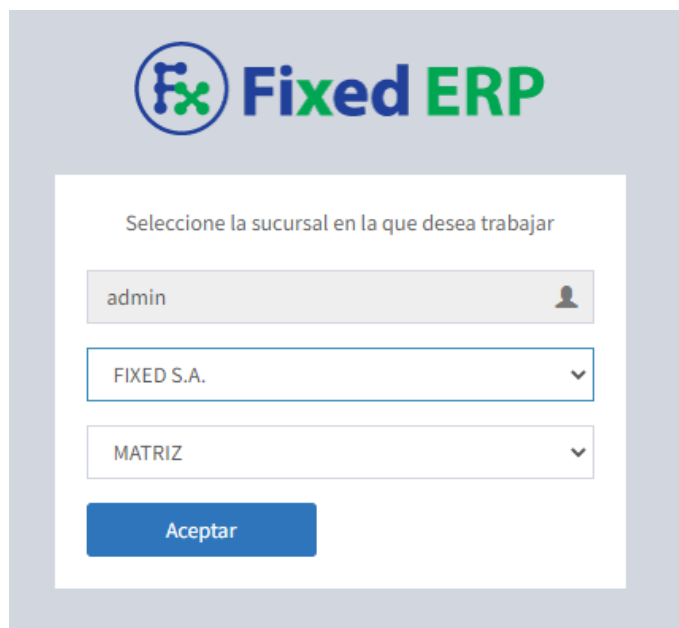 Fx Fixed ERP
Seleccione la sucursal en la que desea trabajar
admin
FIXED S.A.
MATRIZ
Aceptar